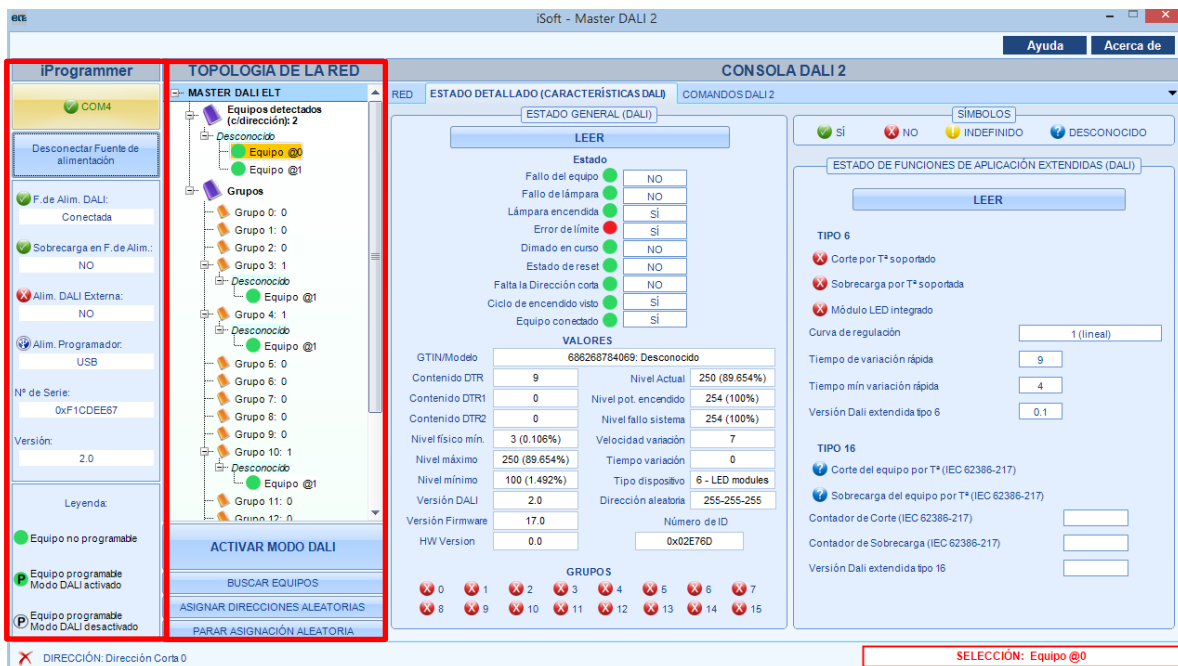 ELT
iSoft - Master DALI 2
Ayuda
Acerca de
iProgrammer
COM4
Desconectar Fuente de
alimentación
F.de Alim. DALI:
Conectada
Sobrecarga en F.de Alim.:
NO
Alim. DALI Externa:
NO
Alim. Programador:
USB
Nº de Serie:
0xF1CDEE67
Versión:
2.0
Leyenda:
Equipo no programable
P Equipo programable
Modo DALI activado
P Equipo programable
Modo DALI desactivado
TOPOLOGIA DE LA RED
MASTER DALI ELT
Equipos detectados
(c/dirección): 2
Desconocido
Equipo @0
Equipo @1
Grupos
Grupo 0: 0
Grupo 1: 0
Grupo 2: 0
Grupo 3: 1
Desconocido
Equipo @1
Grupo 4: 1
Desconocido
Equipo @1
Grupo 5: 0
Grupo 6: 0
Grupo 7: 0
Grupo 8: 0
Grupo 9: 0
Grupo 10: 1
Desconocido
Equipo @1
Grupo 11: 0
Grupo 12: 0
ACTIVAR MODO DALI
BUSCAR EQUIPOS
ASIGNAR DIRECCIONES ALEATORIAS
PARAR ASIGNACIÓN ALEATORIA
CONSOLA DALI 2
RED ESTADO DETALLADO (CARACTERÍSTICAS DALI) COMANDOS DALI 2
ESTADO GENERAL (DALI)
LEER
Estado
Fallo del equipo NO
Fallo de lámpara NO
Lámpara encendida SÍ
Error de límite SÍ
Dimado en curso NO
Estado de reset NO
Falta la Dirección corta NO
Ciclo de encendido visto SÍ
Equipo conectado SÍ
VALORES
GTIN/Modelo 686268784069: Desconocido
Contenido DTR 9 Nivel Actual 250 (89.654%)
Contenido DTR1 0 Nivel pot. encendido 254 (100%)
Contenido DTR2 0 Nivel fallo sistema 254 (100%)
Nivel físico mín. 3 (0.106%) Velocidad variación 7
Nivel máximo 250 (89.654%) Tiempo variación 0
Nivel mínimo 100 (1.492%) Tipo dispositivo 6 - LED modules
Versión DALI 2.0 Dirección aleatoria 255-255-255
Versión Firmware 17.0 Número de ID
HW Version 0.0 0x02E76D
GRUPOS
0 1 2 3 4 5 6 7
8 9 10 11 12 13 14 15
SÍMBOLOS
SÍ NO INDEFINIDO DESCONOCIDO
ESTADO DE FUNCIONES DE APLICACIÓN EXTENDIDAS (DALI)
LEER
TIPO 6
Corte por Tª soportado
Sobrecarga por Tª soportada
Módulo LED integrado
Curva de regulación 1 (lineal)
Tiempo de variación rápida 9
Tiempo mín variación rápida 4
Versión Dali extendida tipo 6 0.1
TIPO 16
Corte del equipo por Tª (IEC 62386-217)
Sobrecarga del equipo por Tª (IEC 62386-217)
Contador de Corte (IEC 62386-217)
Contador de Sobrecarga (IEC 62386-217)
Versión Dali extendida tipo 16
DIRECCIÓN: Dirección Corta 0
SELECCIÓN: Equipo @0